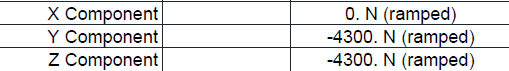 X Component 0. N (ramped)
Y Component -4300. N (ramped)
Z Component -4300. N (ramped)